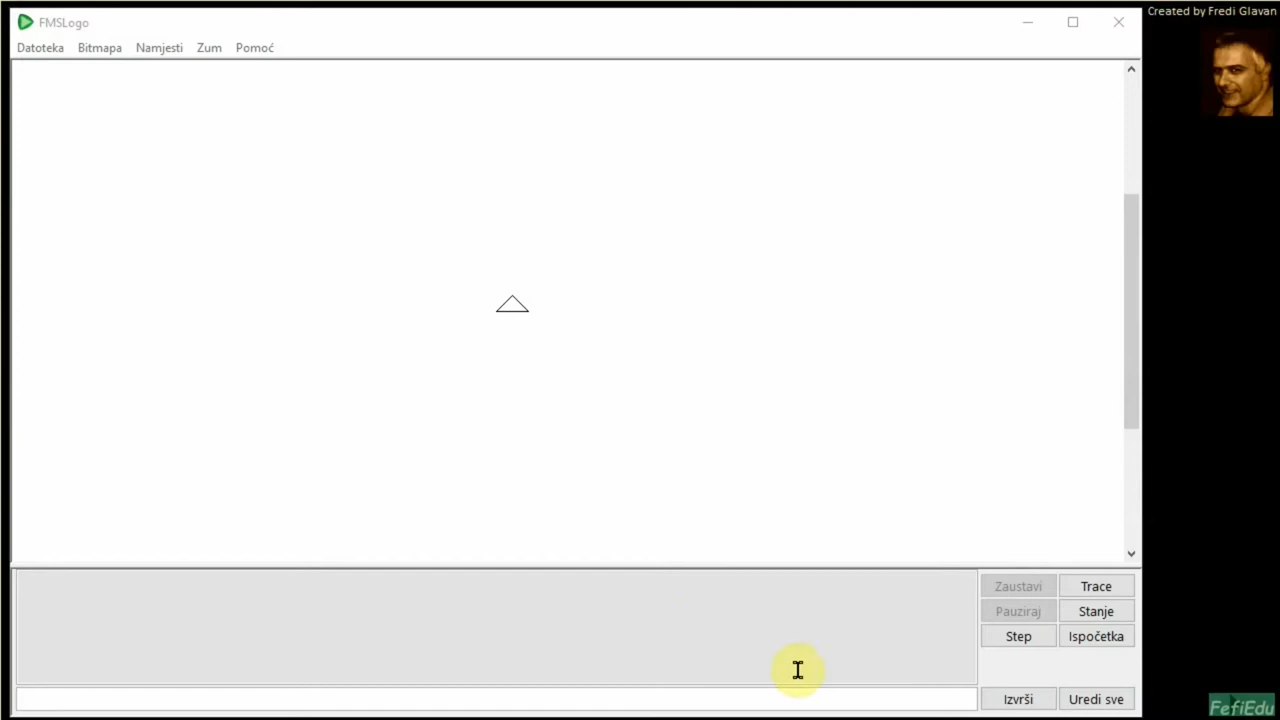 FMSLogo
Created by Fredi Glavan
Datoteka Bitmapa Namjesti Zum Pomoć
Zaustavi Trace
Pauziraj Stanje
Step Ispočetka
Izvrši Uredi sve
FefiEdu